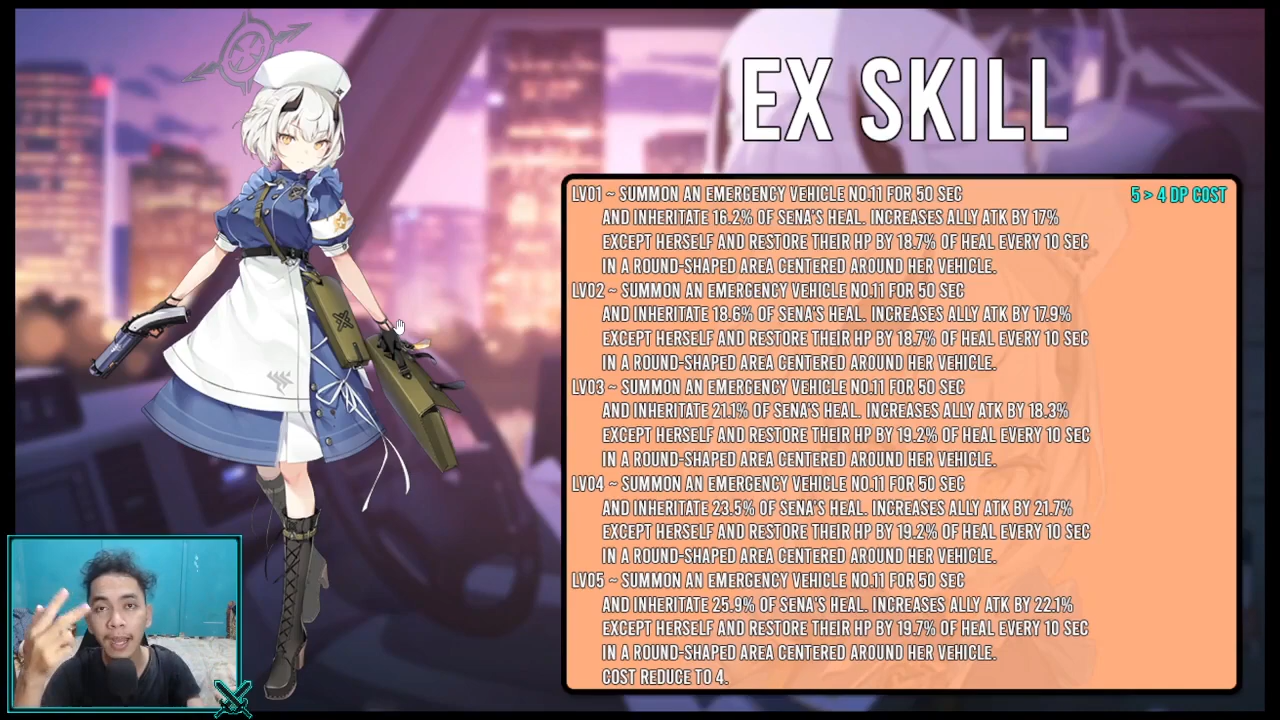 EX SKILL
LV01 ~ SUMMON AN EMERGENCY VEHICLE NO.11 FOR 50 SEC
5 > 4 DP COST
AND INHERITATE 16.2% OF SENA'S HEAL. INCREASES ALLY ATK BY 17%
EXCEPT HERSELF AND RESTORE THEIR HP BY 18.7% OF HEAL EVERY 10 SEC
IN A ROUND-SHAPED AREA CENTERED AROUND HER VEHICLE.
LV02 ~ SUMMON AN EMERGENCY VEHICLE NO.11 FOR 50 SEC
AND INHERITATE 18.6% OF SENA'S HEAL. INCREASES ALLY ATK BY 17.9%
EXCEPT HERSELF AND RESTORE THEIR HP BY 18.7% OF HEAL EVERY 10 SEC
IN A ROUND-SHAPED AREA CENTERED AROUND HER VEHICLE.
LV03 ~ SUMMON AN EMERGENCY VEHICLE NO.11 FOR 50 SEC
AND INHERITATE 21.1% OF SENA'S HEAL. INCREASES ALLY ATK BY 18.3%
EXCEPT HERSELF AND RESTORE THEIR HP BY 19.2% OF HEAL EVERY 10 SEC
IN A ROUND-SHAPED AREA CENTERED AROUND HER VEHICLE.
LV04 ~ SUMMON AN EMERGENCY VEHICLE NO.11 FOR 50 SEC
AND INHERITATE 23.5% OF SENA'S HEAL. INCREASES ALLY ATK BY 21.7%
EXCEPT HERSELF AND RESTORE THEIR HP BY 19.2% OF HEAL EVERY 10 SEC
IN A ROUND-SHAPED AREA CENTERED AROUND HER VEHICLE.
LV05 ~ SUMMON AN EMERGENCY VEHICLE NO.11 FOR 50 SEC
AND INHERITATE 25.9% OF SENA'S HEAL. INCREASES ALLY ATK BY 22.1%
EXCEPT HERSELF AND RESTORE THEIR HP BY 19.7% OF HEAL EVERY 10 SEC
IN A ROUND-SHAPED AREA CENTERED AROUND HER VEHICLE.
COST REDUCE TO 4.